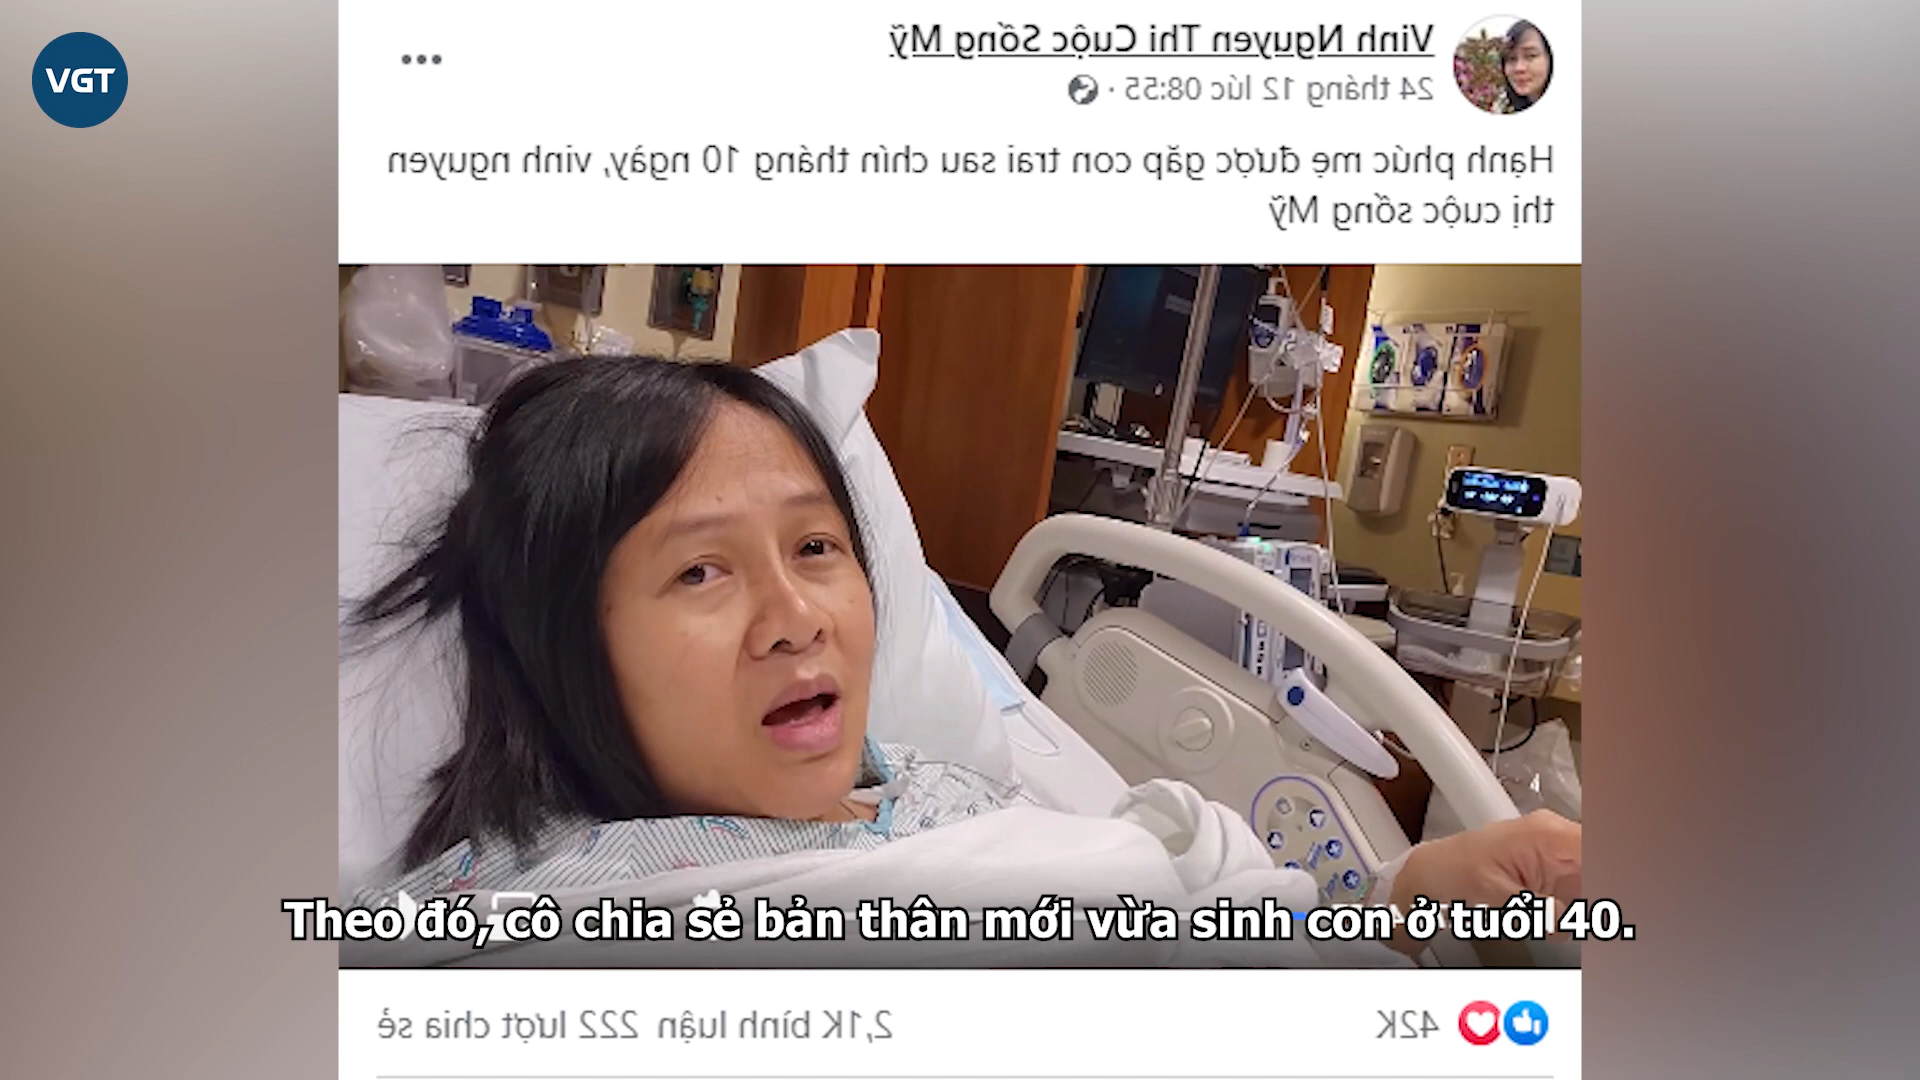 VGT
Vinh Nguyen Thi Cuộc Sống Mỹ
24 tháng 12 lúc 08:55 ·
Hạnh phúc mẹ được gặp con trai sau chín tháng 10 ngày, vinh nguyen
thị cuộc sống Mỹ
Theo đó, cô chia sẻ bản thân mới vừa sinh con ở tuổi 40.
42K
2,1K bình luận 222 lượt chia sẻ